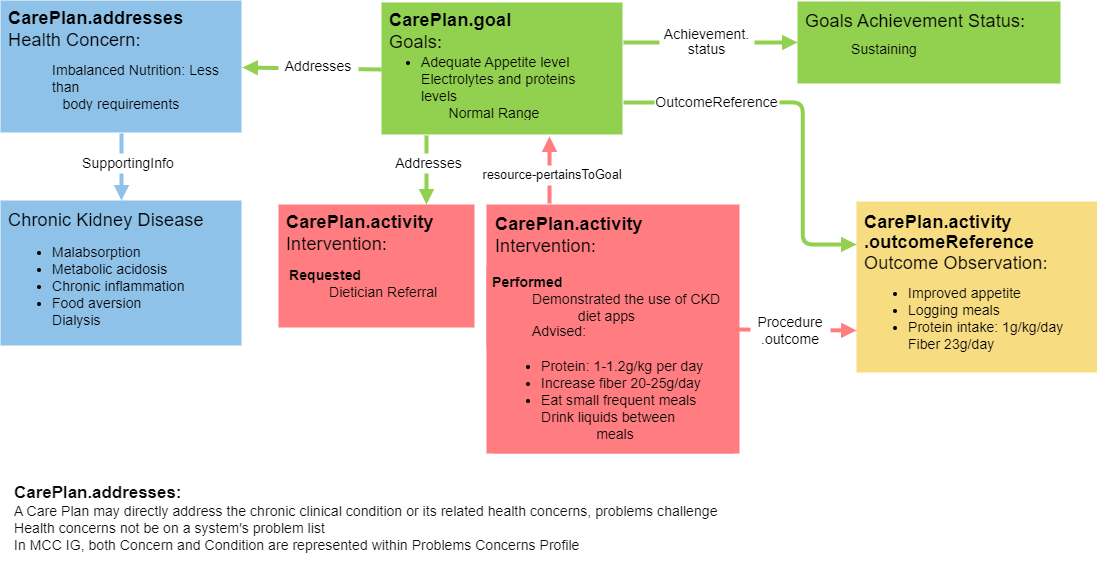 CarePlan.addresses
Health Concern:
Imbalanced Nutrition: Less
than
body requirements
Addresses
CarePlan.goal
Goals:
• Adequate Appetite level
Electrolytes and proteins
levels
Normal Range
Achievement.
status
Goals Achievement Status:
Sustaining
OutcomeReference
SupportingInfo
Addresses
resource-pertainsToGoal
Chronic Kidney Disease
• Malabsorption
• Metabolic acidosis
• Chronic inflammation
• Food aversion
Dialysis
CarePlan.activity
Intervention:
Requested
Dietician Referral
CarePlan.activity
Intervention:
Performed
Demonstrated the use of CKD
diet apps
Advised:
• Protein: 1-1.2g/kg per day
• Increase fiber 20-25g/day
• Eat small frequent meals
Drink liquids between
meals
Procedure
.outcome
CarePlan.activity
.outcomeReference
Outcome Observation:
• Improved appetite
• Logging meals
• Protein intake: 1g/kg/day
Fiber 23g/day
CarePlan.addresses:
A Care Plan may directly address the chronic clinical condition or its related health concerns, problems challenge
Health concerns not be on a system's problem list
In MCC IG, both Concern and Condition are represented within Problems Concerns Profile